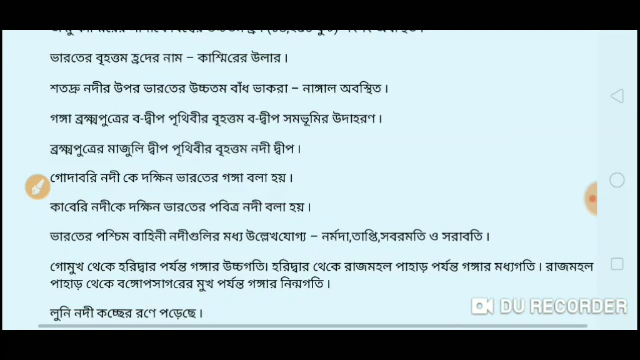 ভারতের বৃহত্তম হ্রদের নাম – কাশ্মিরের উলার ।
শতদ্রু নদীর উপর ভারতের উচ্চতম বাঁধ ভাকরা – নাঙ্গাল অবস্থিত ।
গঙ্গা ব্রক্ষ্মপুত্রের ব-দ্বীপ পৃথিবীর বৃহত্তম ব-দ্বীপ সমভূমির উদাহরণ ।
ব্রক্ষ্মপুত্রের মাজুলি দ্বীপ পৃথিবীর বৃহত্তম নদী দ্বীপ ।
গোদাবরি নদী কে দক্ষিন ভারতের গঙ্গা বলা হয় ।
কাবেরি নদীকে দক্ষিন ভারতের পবিত্র নদী বলা হয় ।
ভারতের পশ্চিম বাহিনী নদীগুলির মধ্য উল্লেখযোগ্য – নর্মদা,তাপ্তি,সবরমতি ও সরাবতি ।
গোমুখ থেকে হরিদ্বার পর্যন্ত গঙ্গার উচ্চগতি। হরিদ্বার থেকে রাজমহল পাহাড় পর্যন্ত গঙ্গার মধ্যগতি । রাজমহল
পাহাড় থেকে বঙ্গোপসাগরের মুখ পর্যন্ত গঙ্গার নিন্মগতি ।
লুনি নদী কচ্ছের রণে পড়েছে ।
DU RECORDER